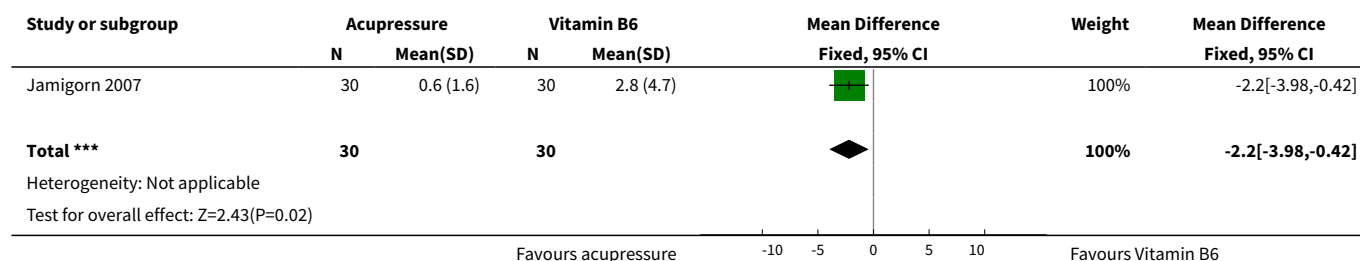 Study or subgroup Acupressure Vitamin B6 Mean Difference Weight Mean Difference
N Mean(SD) N Mean(SD) Fixed, 95% CI Fixed, 95% CI
Jamigorn 2007 30 0.6 (1.6) 30 2.8 (4.7) 100% -2.2[-3.98,-0.42]
Total *** 30 30 100% -2.2[-3.98,-0.42]
Heterogeneity: Not applicable
Test for overall effect: Z=2.43(P=0.02)
Favours acupressure -10 -5 0 5 10 Favours Vitamin B6